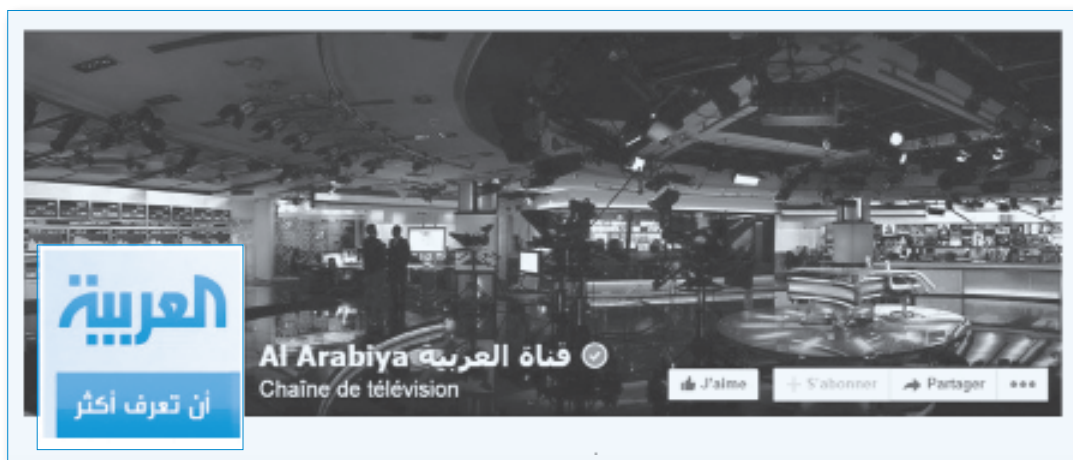 العربية
أن تعرف أكثر
Al Arabiya قناة العربية
Chaîne de télévision
J'aime
+ S'abonner
Partager